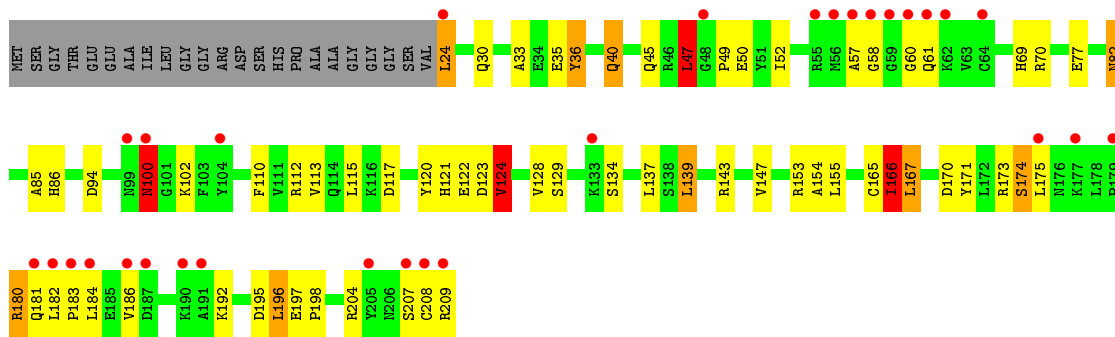 MET SER GLY THR GLU GLU ALA ILE LEU GLY GLY ARG ASP SER HIS PRO ALA ALA GLY GLY GLY SER VAL L24 Q30 A33 E34 E35 Y36 Q40 Q45 R46 L47 G48 P49 E50 Y51 I52 R55 M56 A57 G58 G59 G60 Q61 K62 V63 C64 H69 R70 E77 N82
A85 H86 D94 N99 N100 G101 K102 F103 Y104 F110 V111 R112 V113 Q114 L115 K116 D117 Y120 H121 E122 D123 V124 V128 S129 K133 S134 L137 S138 L139 R143 V147 R153 A154 L155 C165 I166 L167 D170 Y171 L172 R173 S174 L175 N176 K177 L178
R180 Q181 L182 P183 L184 E185 V186 D187 K190 A191 K192 D195 L196 E197 P198 R204 Y205 N206 S207 C208 R209